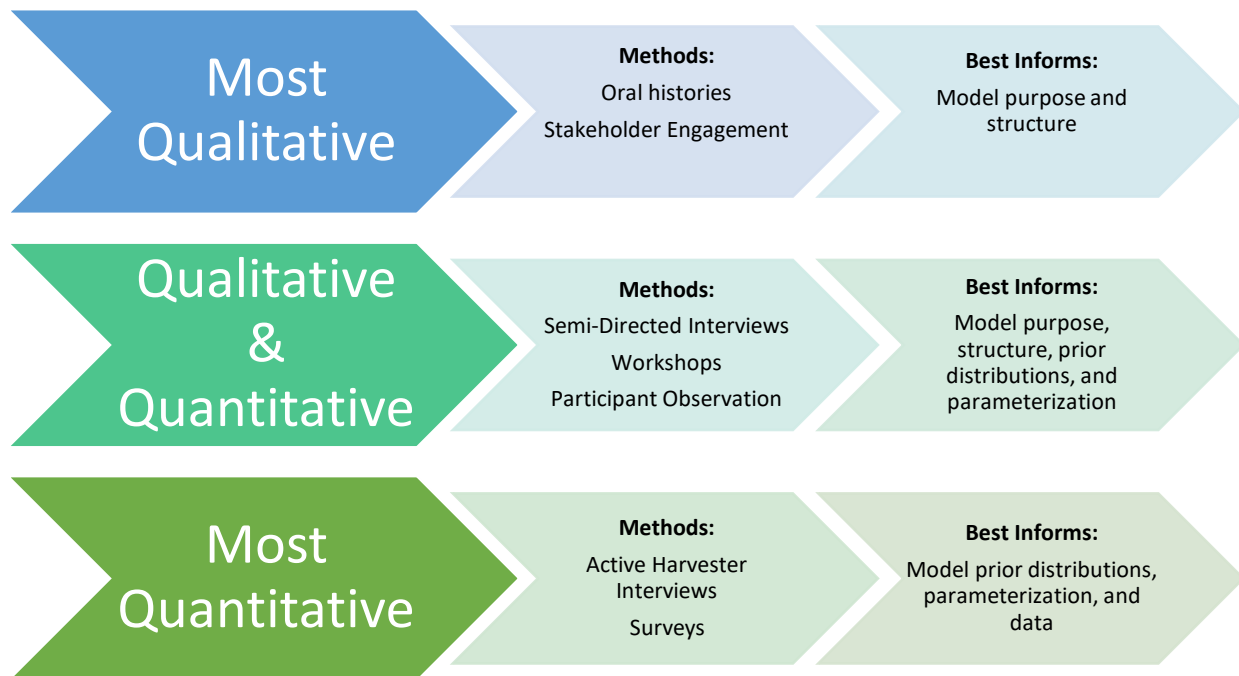 Most
Qualitative
Methods:
Oral histories
Stakeholder Engagement
Best Informs:
Model purpose and
structure
Qualitative
&
Quantitative
Methods:
Semi-Directed Interviews
Workshops
Participant Observation
Best Informs:
Model purpose,
structure, prior
distributions, and
parameterization
Most
Quantitative
Methods:
Active Harvester
Interviews
Surveys
Best Informs:
Model prior distributions,
parameterization, and
data